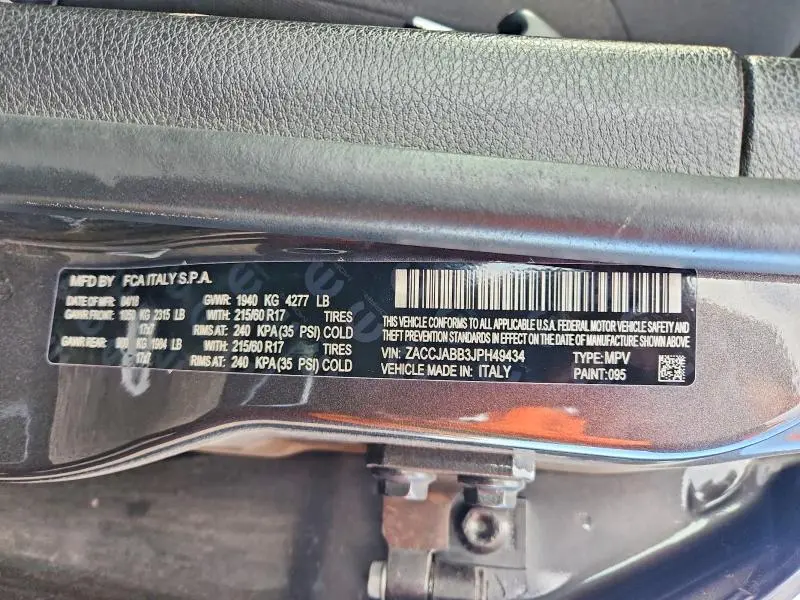 MFD BY FCA ITALY S.P.A.
DATE OF MFR 04/18 GVWR: 1940 KG 4277 LB
GAWR FRONT: 1050 KG 2315 LB WITH: 215/60 R17 TIRES
17x7 RIMS AT: 240 KPA(35 PSI) COLD
GAWR REAR: KG 1984 LB WITH: 215/60 R17 TIRES
17x7 RIMS AT: 240 KPA(35 PSI) COLD
THIS VEHICLE CONFORMS TO ALL APPLICABLE U.S.A. FEDERAL MOTOR VEHICLE SAFETY AND
THEFT PREVENTION STANDARDS IN EFFECT ON THE DATE OF MANUFACTURE SHOWN ABOVE
VIN: ZACCJABB3JPH49434 TYPE: MPV
VEHICLE MADE IN: ITALY PAINT: 095